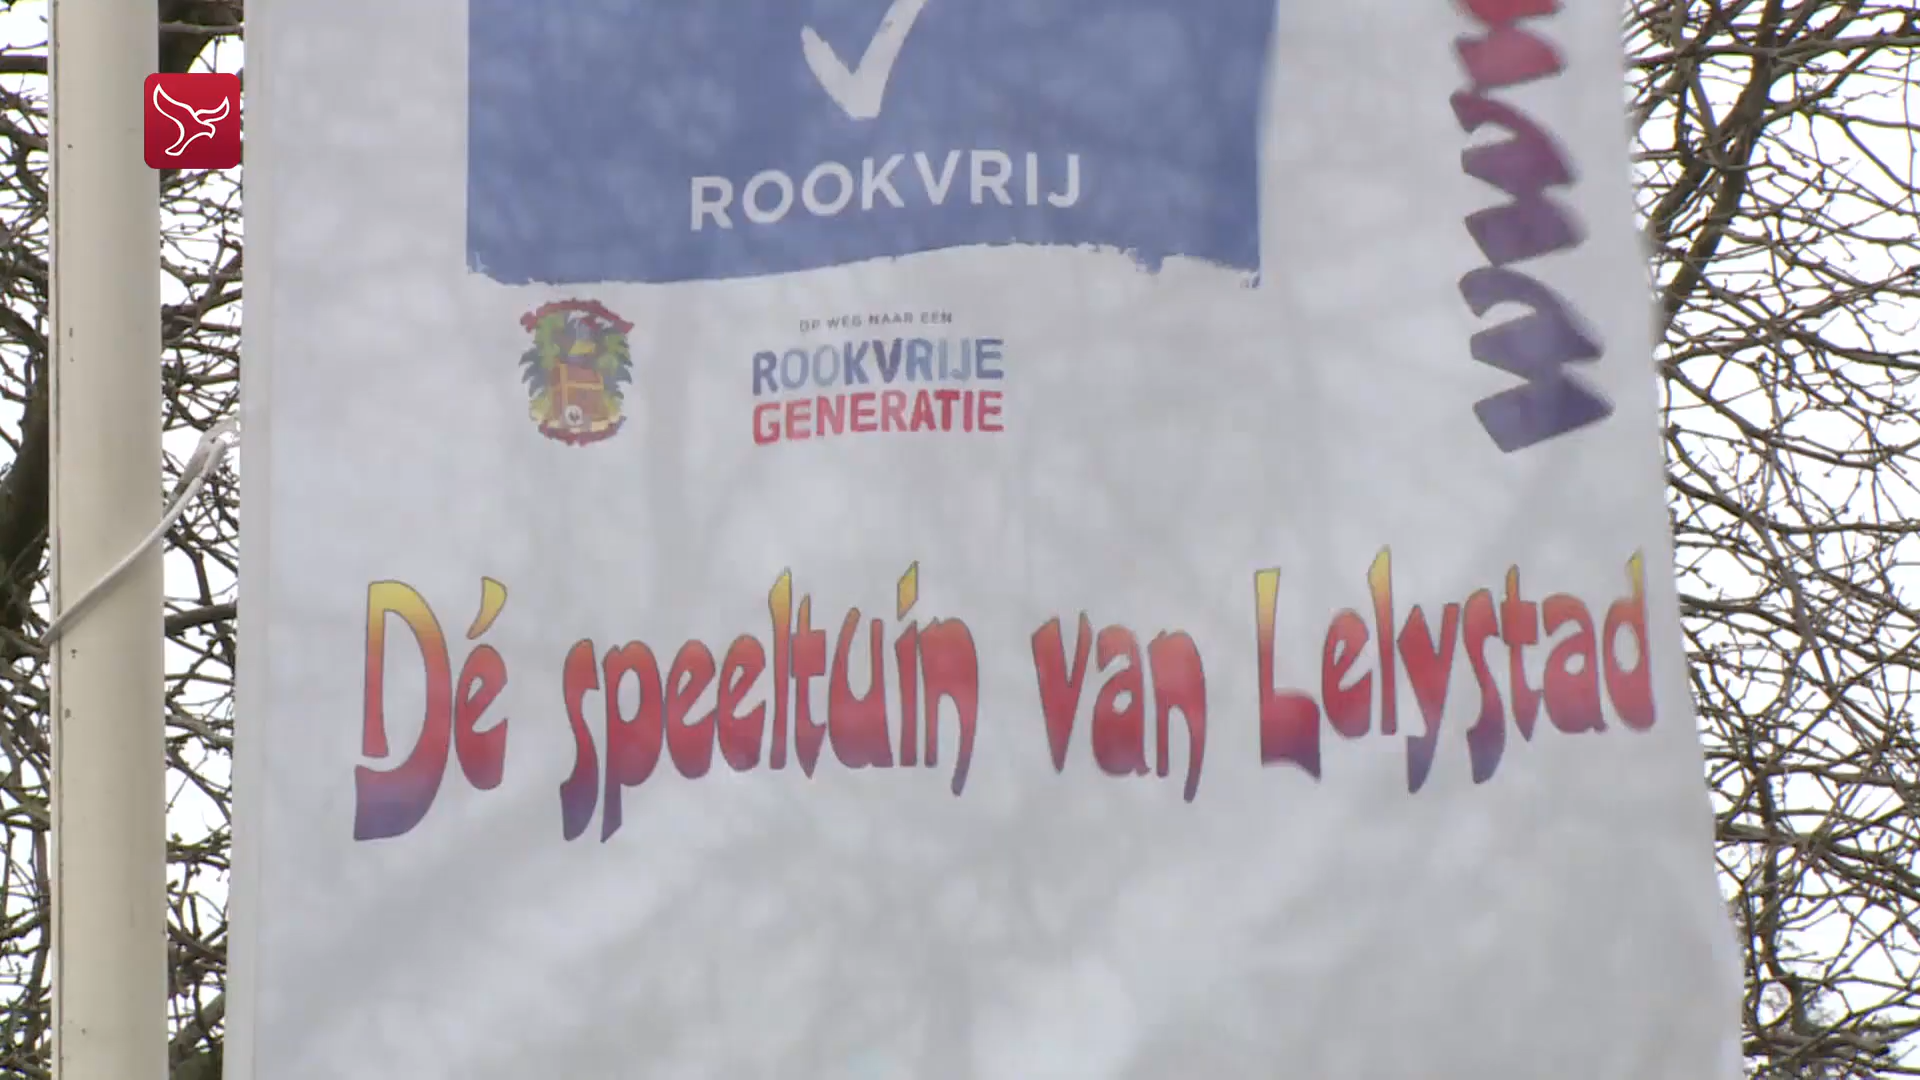 ROOKVRIJ
OP WEG NAAR EEN
ROOKVRIJE
GENERATIE
Dé speeltuin van Lelystad